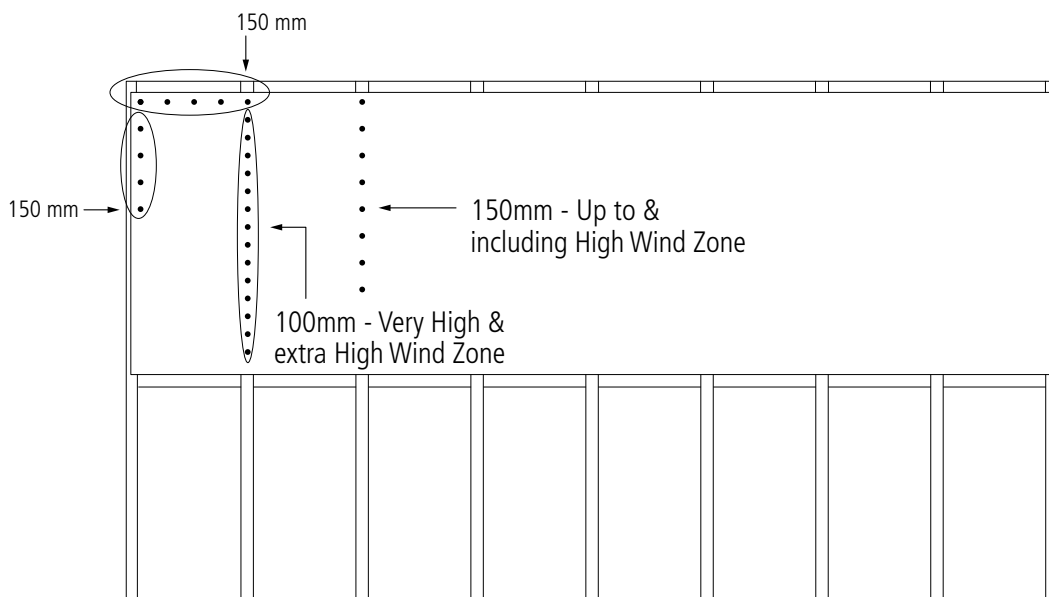 150 mm
150 mm
150mm - Up to &
including High Wind Zone
100mm - Very High &
extra High Wind Zone